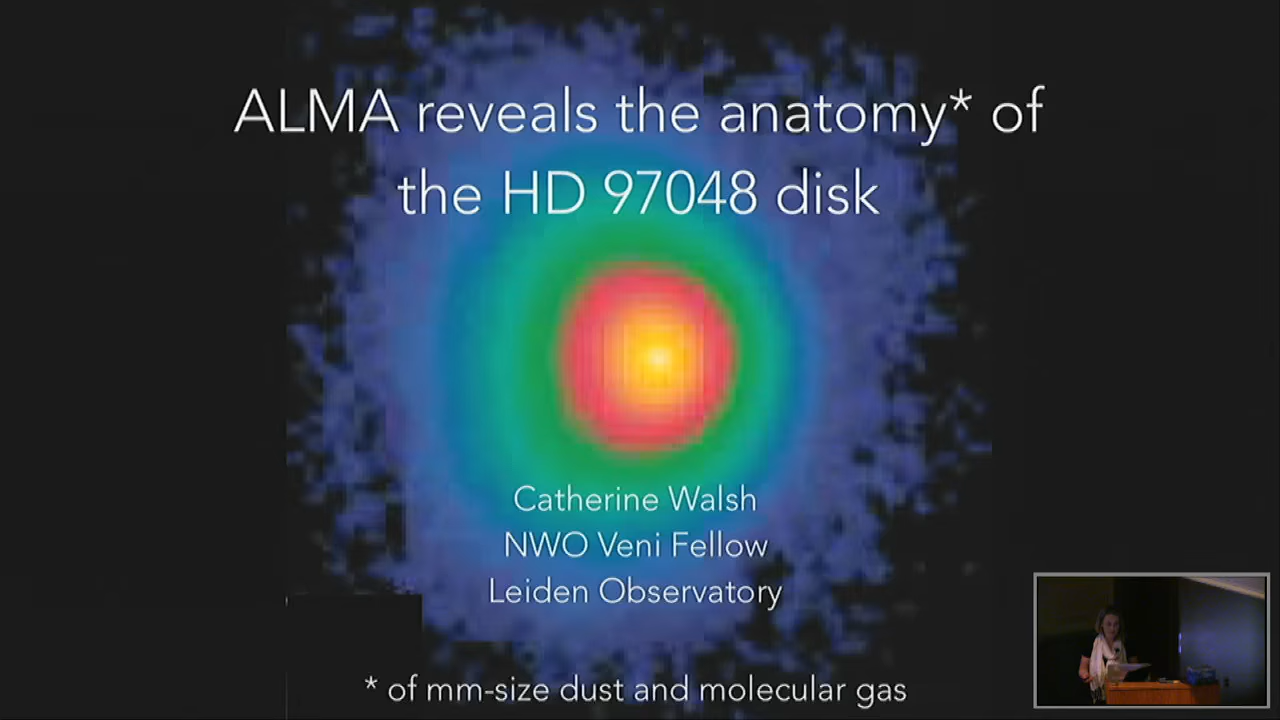 ALMA reveals the anatomy* of
the HD 97048 disk
Catherine Walsh
NWO Veni Fellow
Leiden Observatory
* of mm-size dust and molecular gas